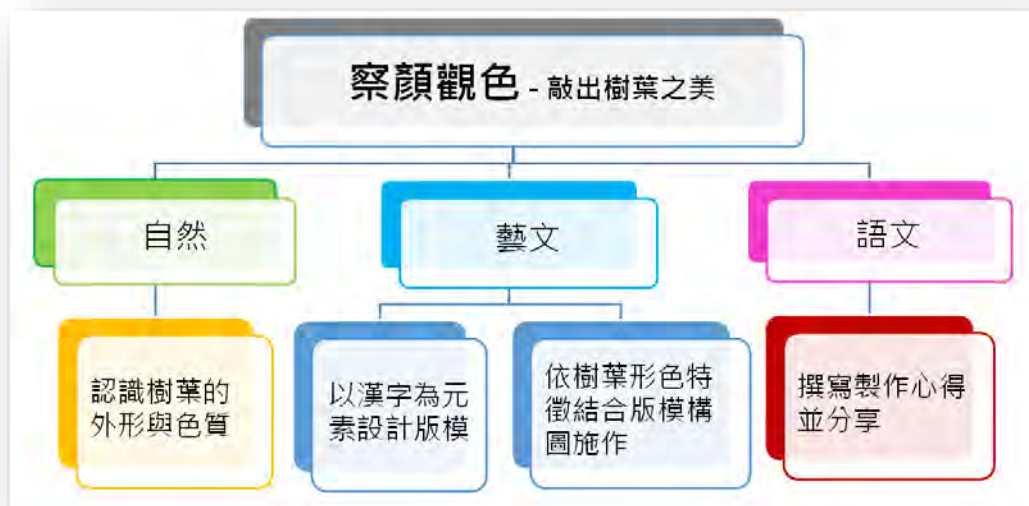 察顏觀色 - 敲出樹葉之美
自然
藝文
語文
認識樹葉的
外形與色質
以漢字為元
素設計版模
依樹葉形色特
徵結合版模構
圖施作
撰寫製作心得
並分享